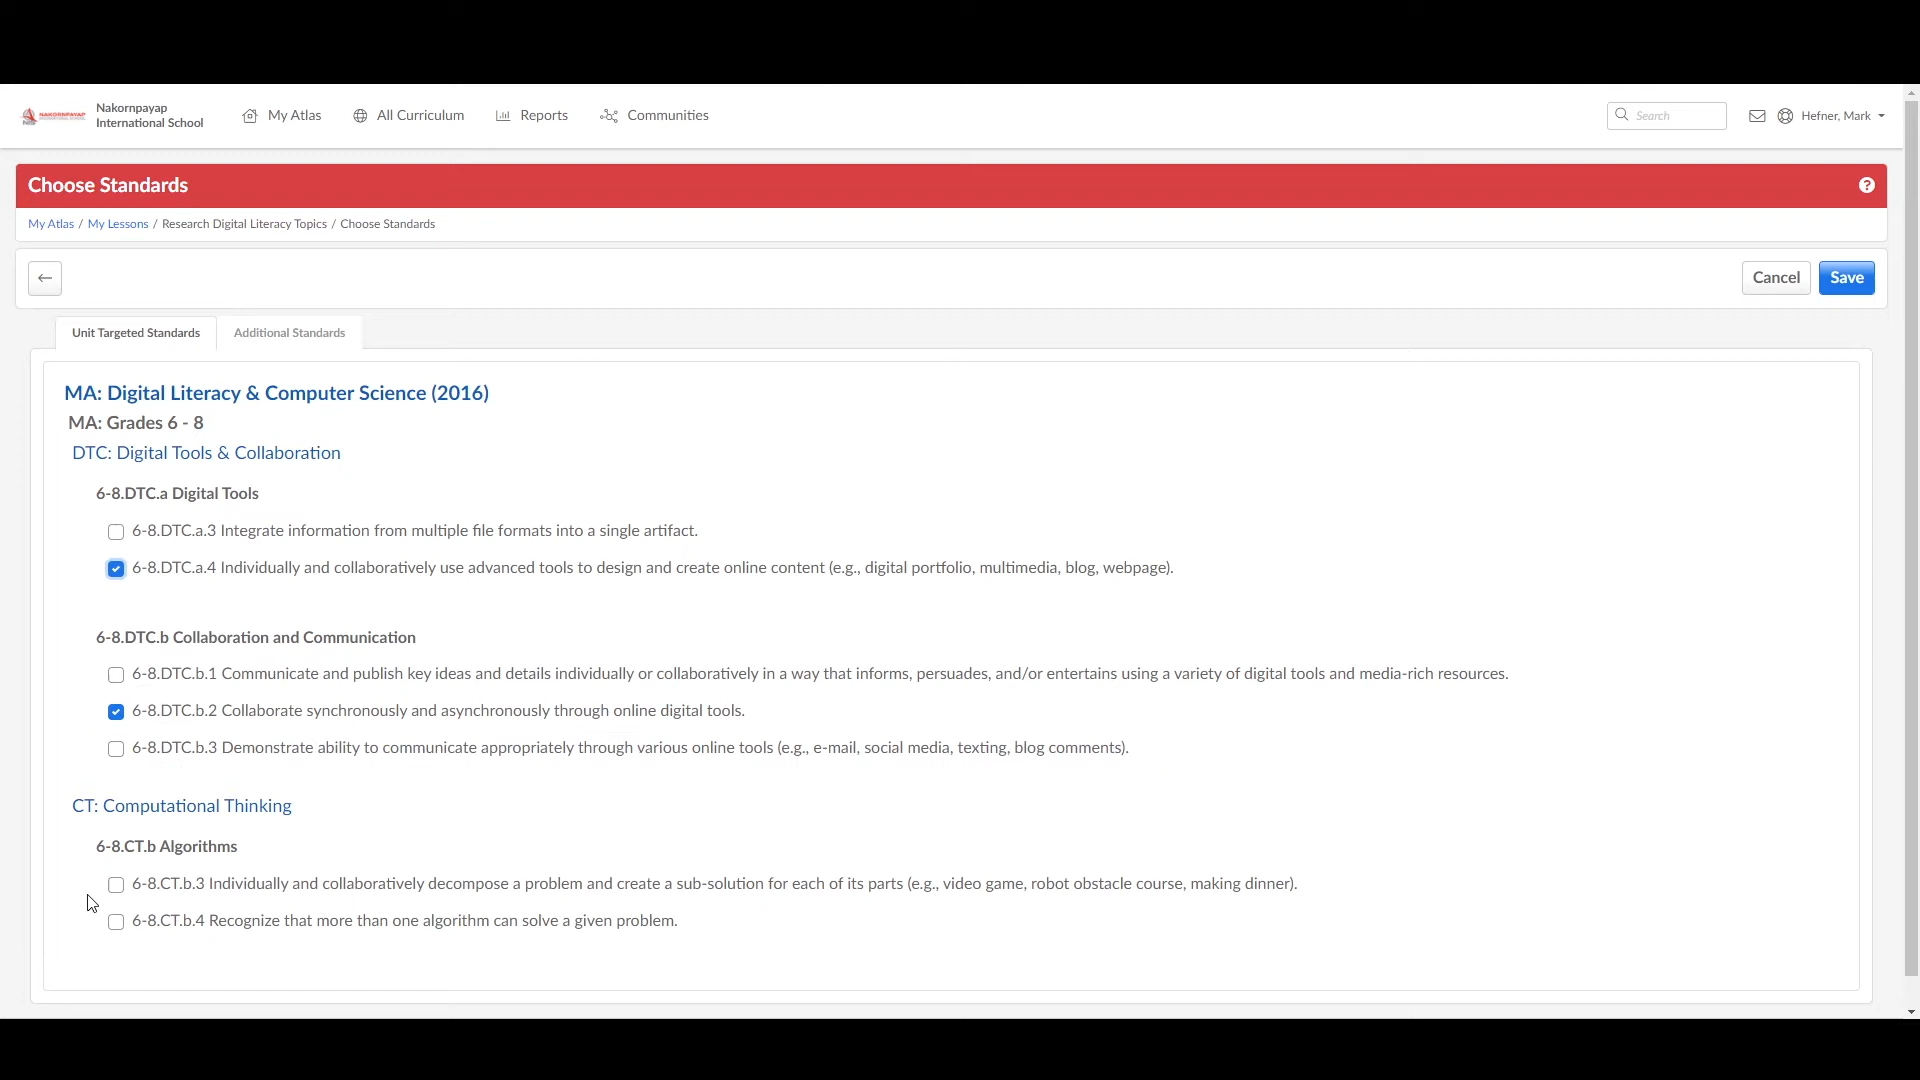 NAKORNPAYAP
Nakornpayap
International School
My Atlas
All Curriculum
Reports
Communities
Search
Hefner, Mark
Choose Standards
?
My Atlas / My Lessons / Research Digital Literacy Topics / Choose Standards
Cancel
Save
Unit Targeted Standards
Additional Standards
MA: Digital Literacy & Computer Science (2016)
MA: Grades 6 - 8
DTC: Digital Tools & Collaboration
6-8.DTC.a Digital Tools
6-8.DTC.a.3 Integrate information from multiple file formats into a single artifact.
6-8.DTC.a.4 Individually and collaboratively use advanced tools to design and create online content (e.g., digital portfolio, multimedia, blog, webpage).
6-8.DTC.b Collaboration and Communication
6-8.DTC.b.1 Communicate and publish key ideas and details individually or collaboratively in a way that informs, persuades, and/or entertains using a variety of digital tools and media-rich resources.
6-8.DTC.b.2 Collaborate synchronously and asynchronously through online digital tools.
6-8.DTC.b.3 Demonstrate ability to communicate appropriately through various online tools (e.g., e-mail, social media, texting, blog comments).
CT: Computational Thinking
6-8.CT.b Algorithms
6-8.CT.b.3 Individually and collaboratively decompose a problem and create a sub-solution for each of its parts (e.g., video game, robot obstacle course, making dinner).
6-8.CT.b.4 Recognize that more than one algorithm can solve a given problem.